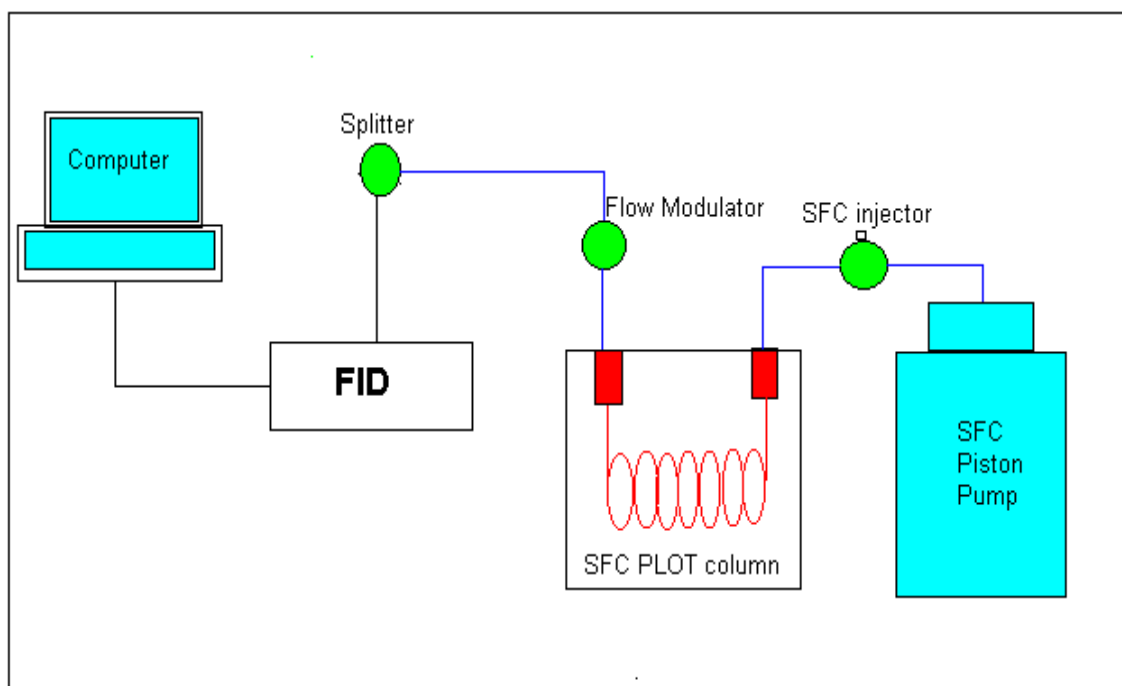 Splitter
Computer
Flow Modulator
SFC injector
FID
SFC
Piston
Pump
SFC PLOT column